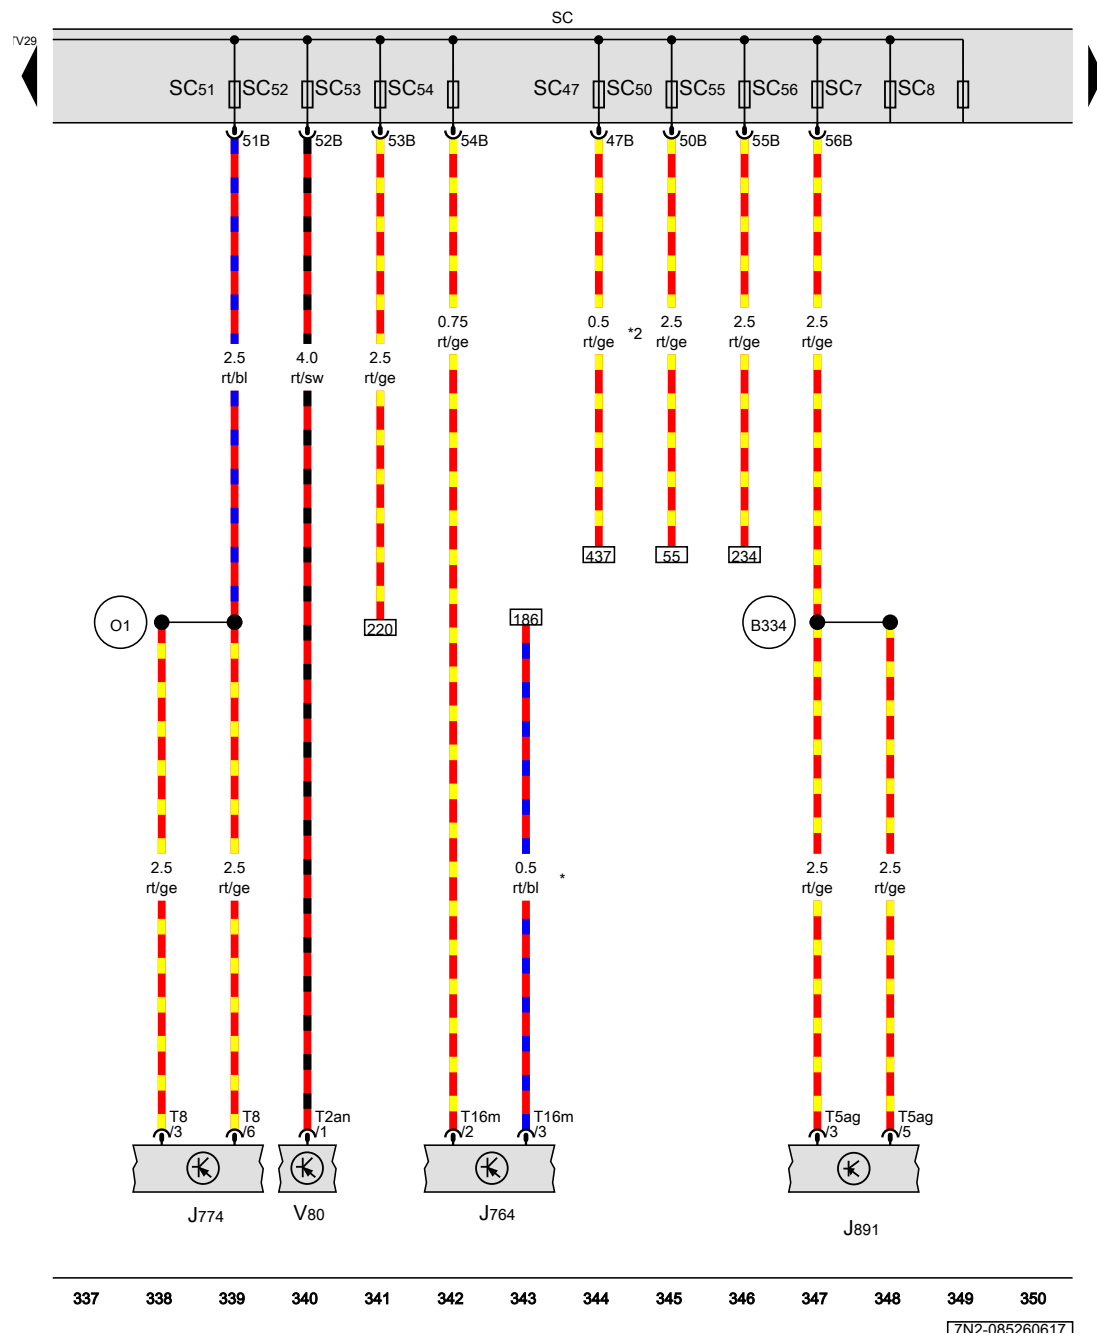 SC
TV29
SC51 SC52 SC53 SC54 SC47 SC50 SC55 SC56 SC7 SC8
51B 52B 53B 54B 47B 50B 55B 56B
0.75 0.5 *2 2.5 2.5 2.5
rt/ge rt/ge rt/ge rt/ge rt/ge
2.5 4.0 2.5
rt/bl rt/sw rt/ge
437 55 234
O1 220 186 B334
2.5 2.5 0.5 * 2.5 2.5
rt/ge rt/ge rt/bl rt/ge rt/ge
T8 T8 T2an T16m T16m T5ag T5ag
/3 /6 /1 /2 /3 /3 /5
J774 V80 J764 J891
337 338 339 340 341 342 343 344 345 346 347 348 349 350
7N2-085260617